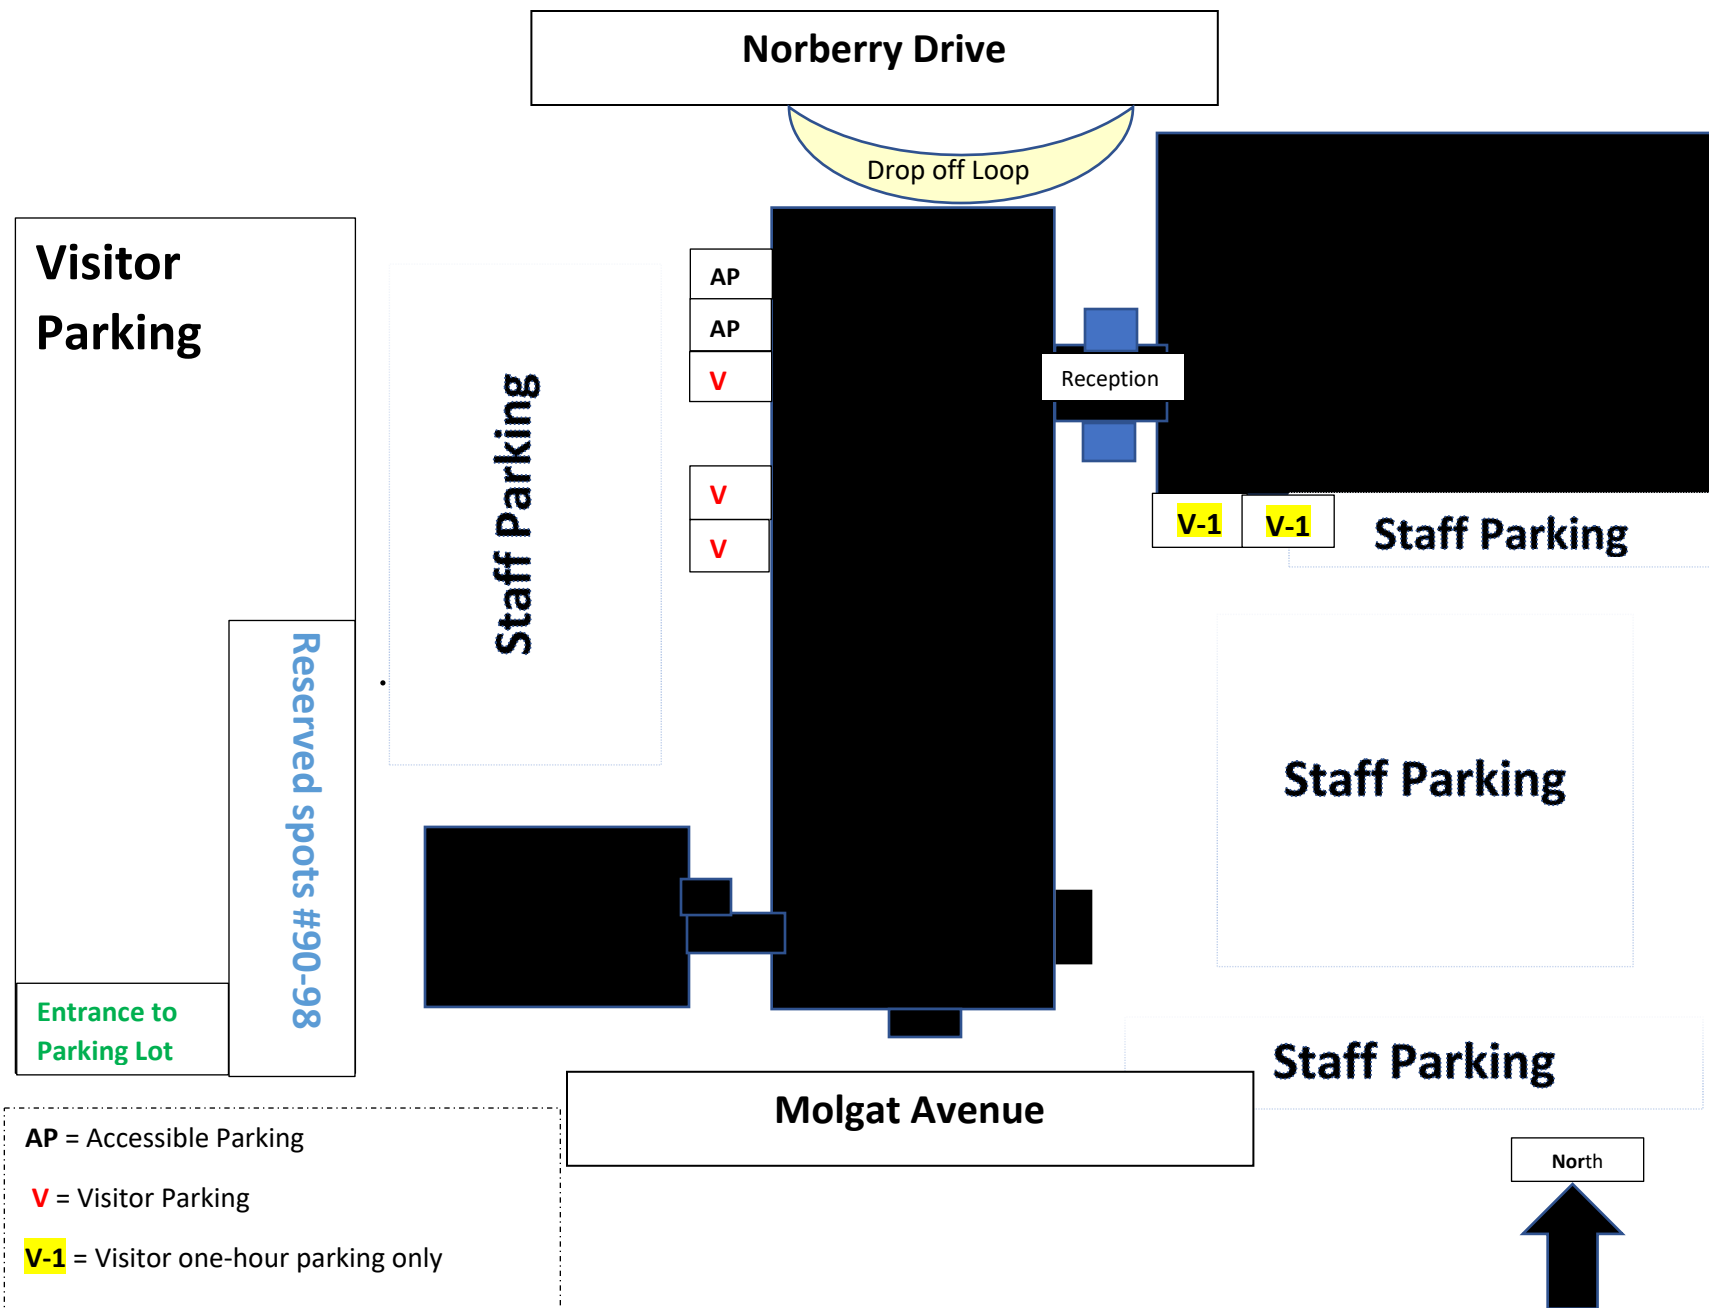 Norberry Drive
Drop off Loop
Visitor
Parking
AP
AP
V
Reception
Staff Parking
V
V
V-1
V-1
Staff Parking
Reserved spots #90-98
Staff Parking
Entrance to
Parking Lot
Staff Parking
Molgat Avenue
AP = Accessible Parking
V = Visitor Parking
V-1 = Visitor one-hour parking only
North